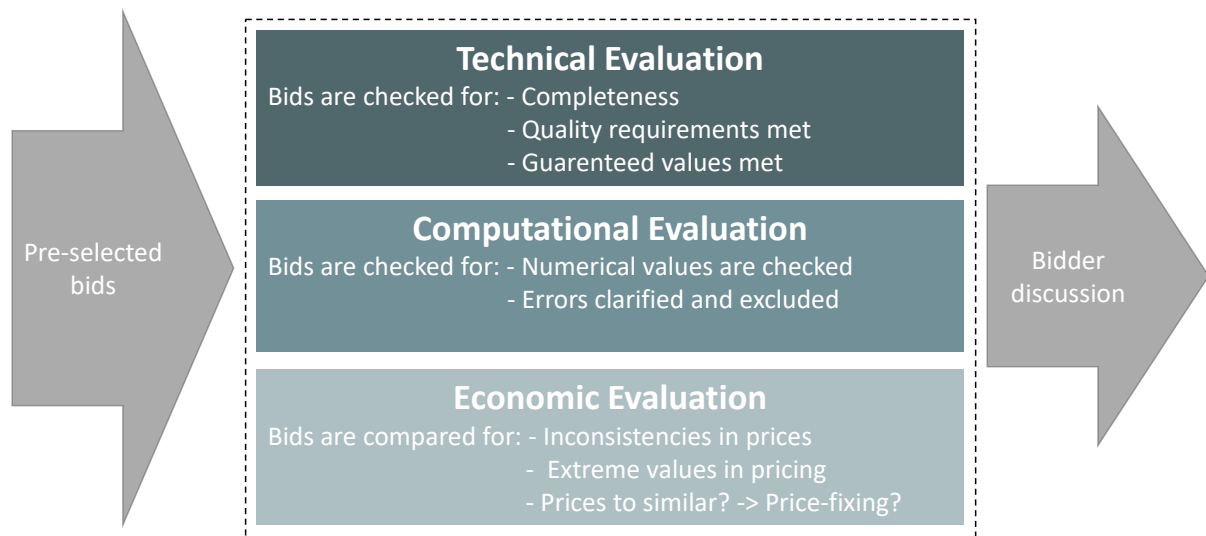 Pre-selected
bids
Technical Evaluation
Bids are checked for: - Completeness
- Quality requirements met
- Guarenteed values met
Computational Evaluation
Bids are checked for: - Numerical values are checked
- Errors clarified and excluded
Economic Evaluation
Bids are compared for: - Inconsistencies in prices
- Extreme values in pricing
- Prices to similar? -> Price-fixing?
Bidder
discussion